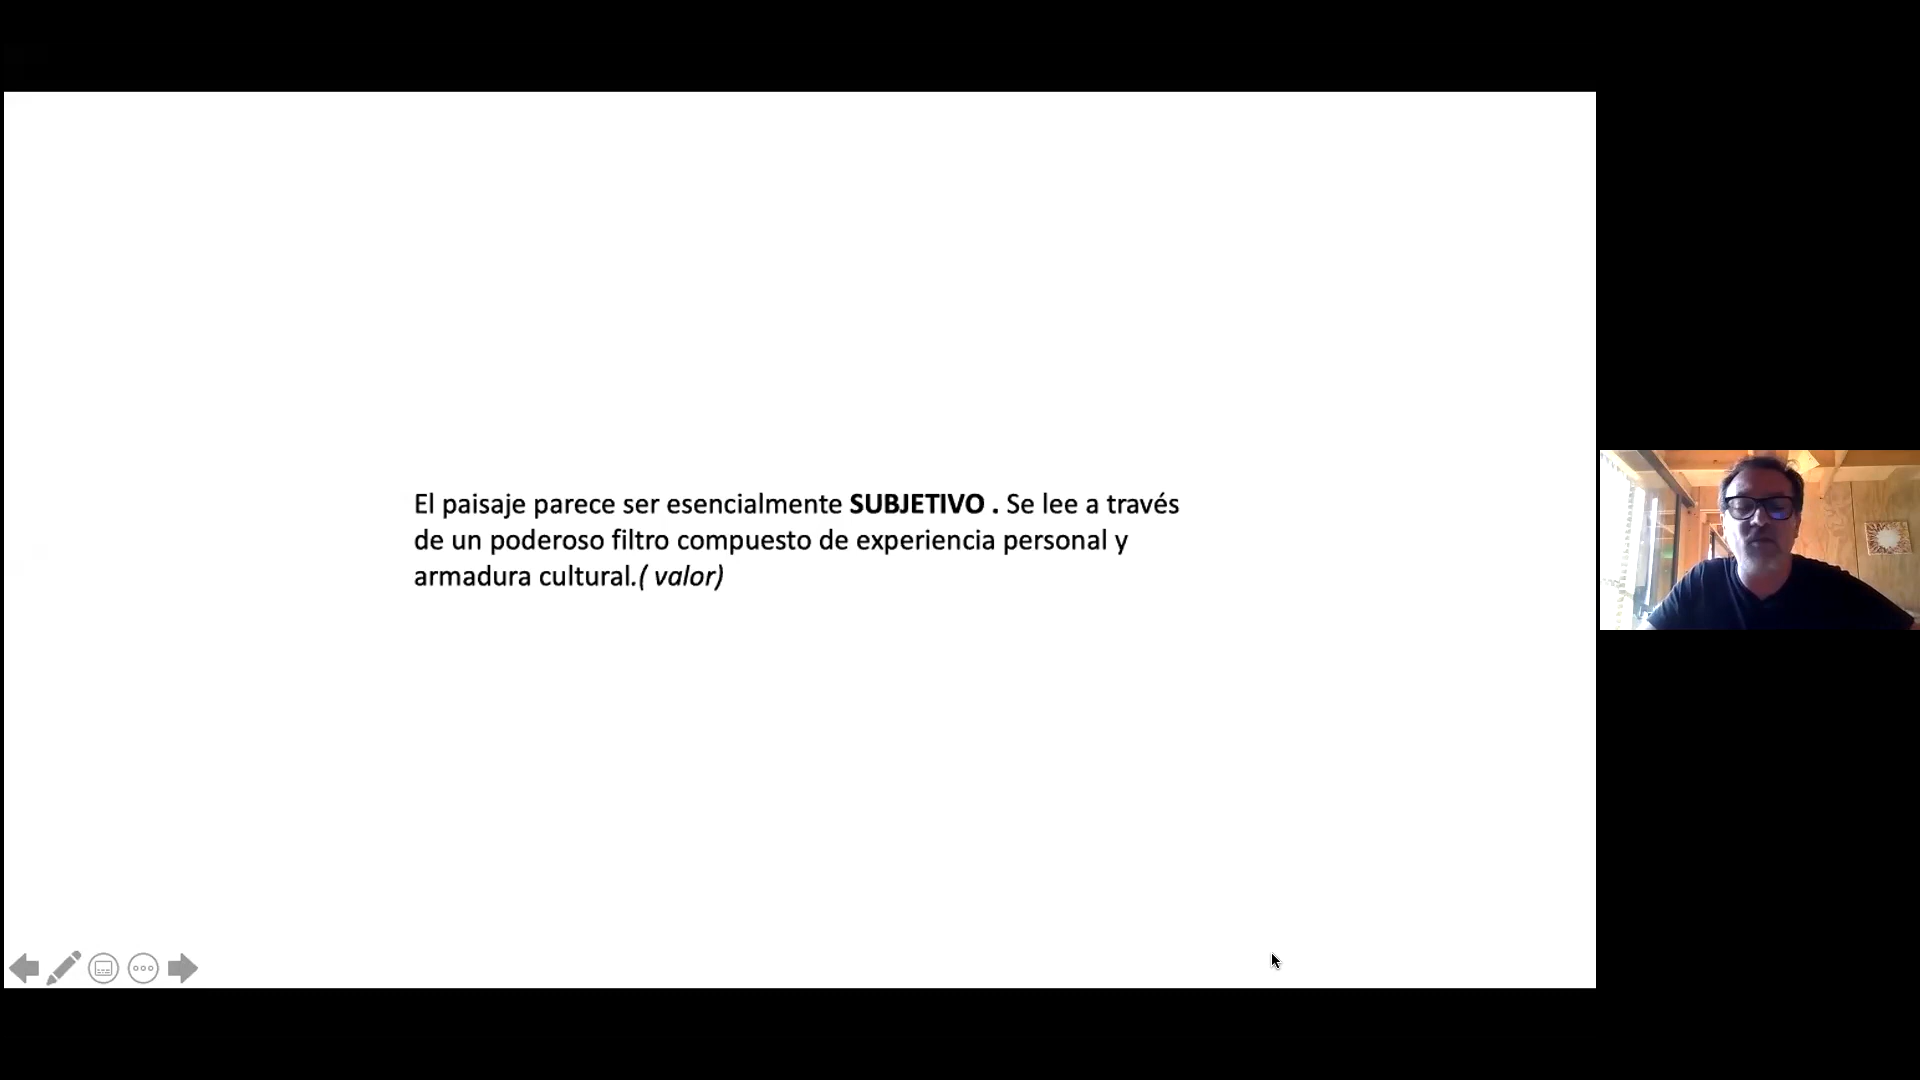 El paisaje parece ser esencialmente SUBJETIVO . Se lee a través
de un poderoso filtro compuesto de experiencia personal y
armadura cultural.( valor)